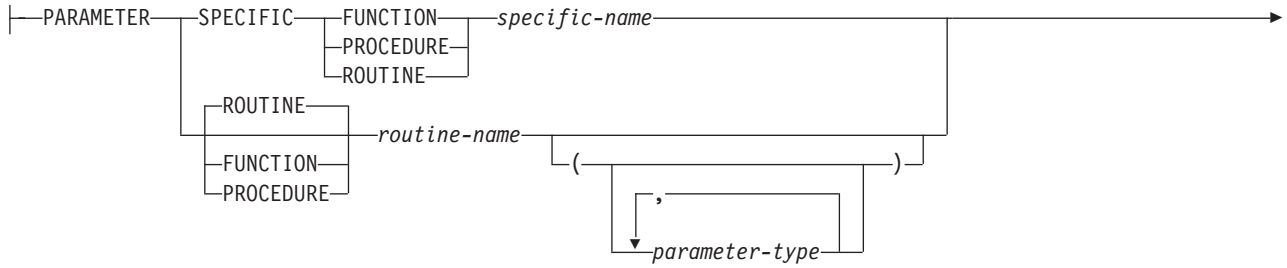 PARAMETER SPECIFIC FUNCTION specific-name
PROCEDURE
ROUTINE
ROUTINE
routine-name
FUNCTION
PROCEDURE
( )
,
parameter-type